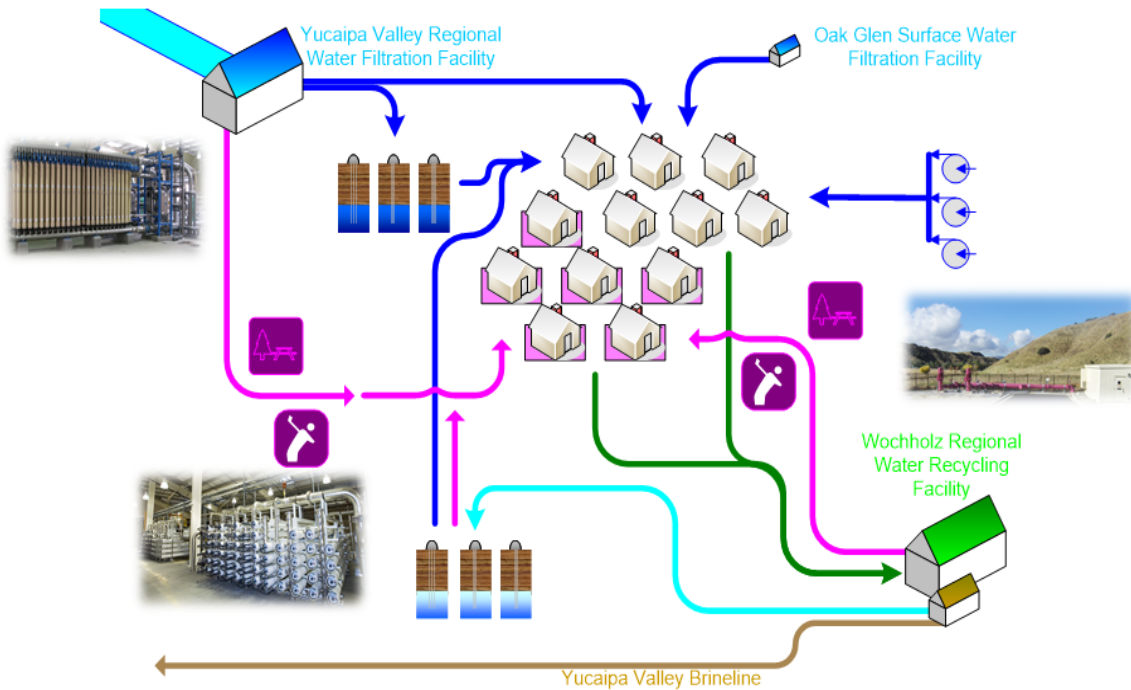 Yucaipa Valley Regional
Water Filtration Facility
Oak Glen Surface Water
Filtration Facility
Wochholz Regional
Water Recycling
Facility
Yucaipa Valley Brineline